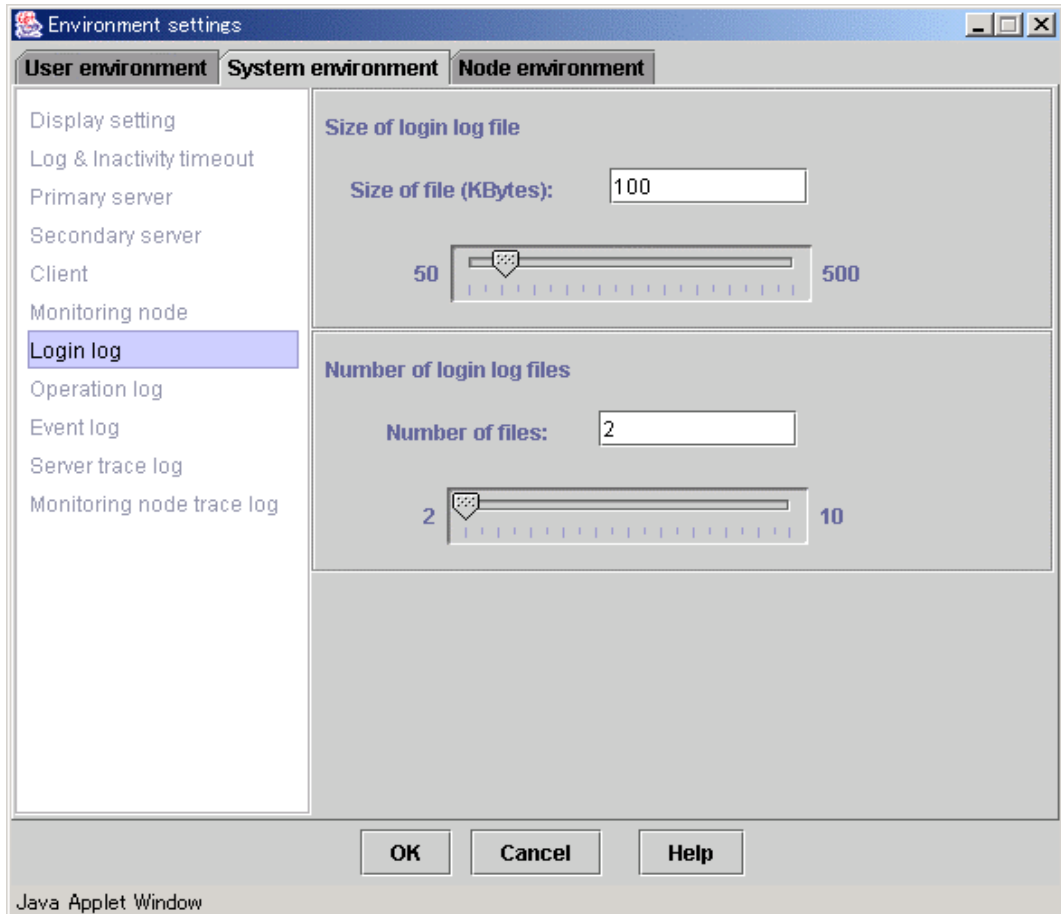 Environment settings
User environment System environment Node environment
Display setting
Log & Inactivity timeout
Primary server
Secondary server
Client
Monitoring node
Login log
Operation log
Event log
Server trace log
Monitoring node trace log
Size of login log file
Size of file (KBytes): 100
50 500
Number of login log files
Number of files: 2
2 10
OK Cancel Help
Java Applet Window